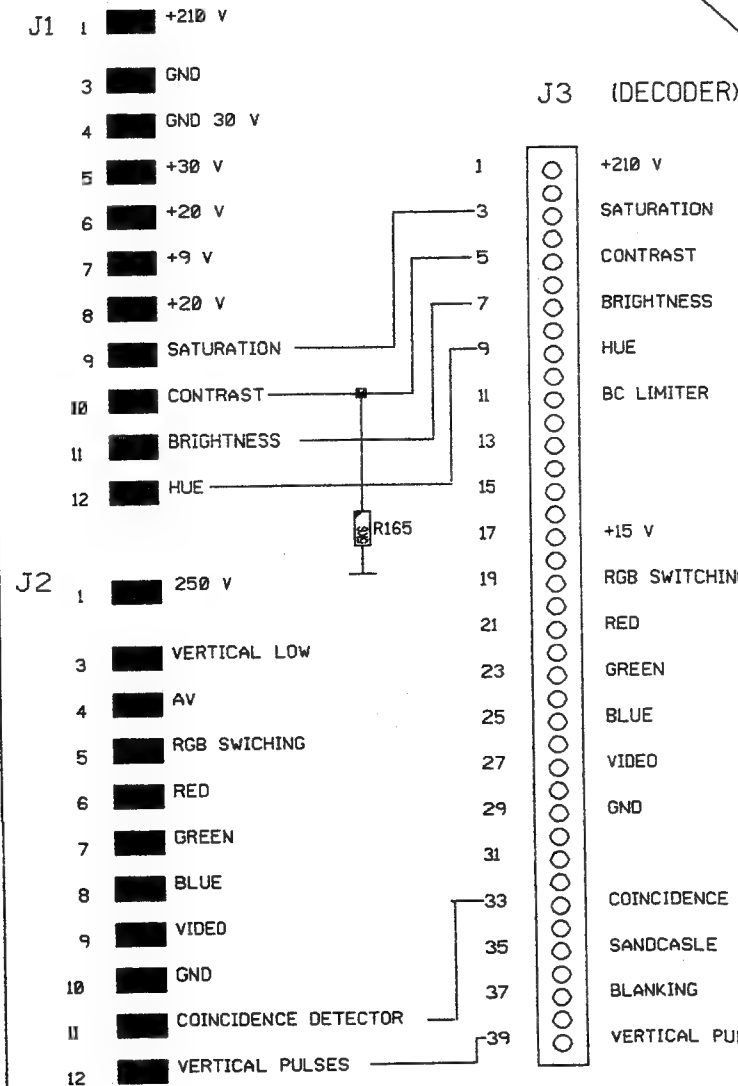 J1
1 +210 V
3 GND
4 GND 30 V
5 +30 V
6 +20 V
7 +9 V
8 +20 V
9 SATURATION
10 CONTRAST
11 BRIGHTNESS
12 HUE
R165
J2
1 250 V
3 VERTICAL LOW
4 AV
5 RGB SWICHING
6 RED
7 GREEN
8 BLUE
9 VIDEO
10 GND
11 COINCIDENCE DETECTOR
12 VERTICAL PULSES
J3 (DECODER)
1 +210 V
3 SATURATION
5 CONTRAST
7 BRIGHTNESS
9 HUE
11 BC LIMITER
13
15
17 +15 V
19 RGB SWITCHIN
21 RED
23 GREEN
25 BLUE
27 VIDEO
29 GND
31
33 COINCIDENCE
35 SANDCASLE
37 BLANKING
39 VERTICAL PU